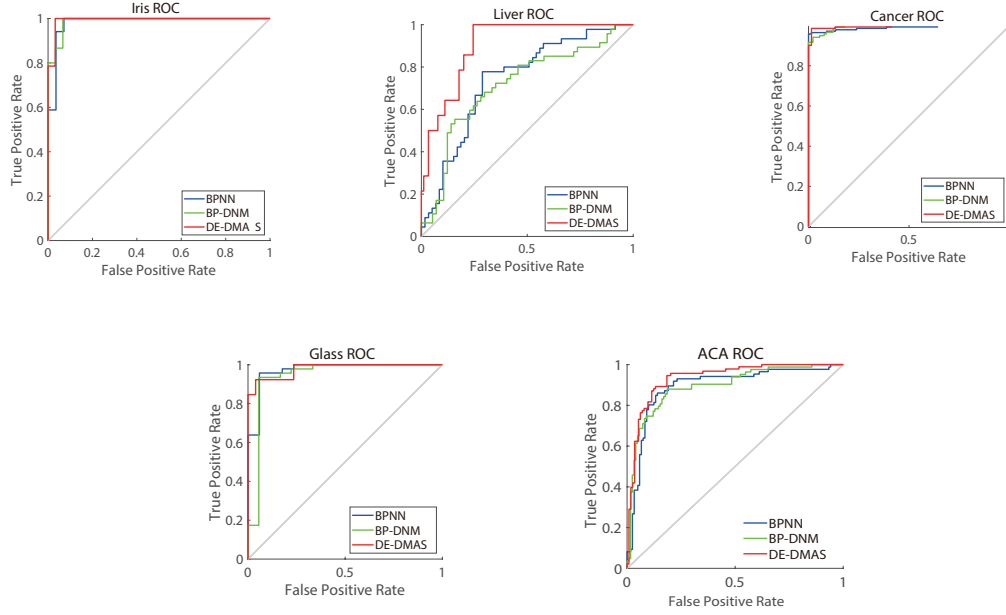 Iris ROC
1
0.8
0.6
0.4
0.2
0
True Positive Rate
BPNN
BP-DNM
DE-DMA S
0 0.2 0.4 0.6 0.8 1
False Positive Rate
Liver ROC
1
0.8
0.6
0.4
0.2
0
True Positive Rate
BPNN
BP-DNM
DE-DMAS
0 0.5 1
False Positive Rate
Cancer ROC
1
0.8
0.6
0.4
0.2
0
True Positive Rate
BPNN
BP-DNM
DE-DMAS
0 0.5
False Positive Rate
Glass ROC
1
0.8
0.6
0.4
0.2
0
True Positive Rate
BPNN
BP-DNM
DE-DMAS
0 0.5 1
False Positive Rate
ACA ROC
1
0.8
0.6
0.4
0.2
0
True Positive Rate
BPNN
BP-DNM
DE-DMAS
0 0.5 1
False Positive Rate